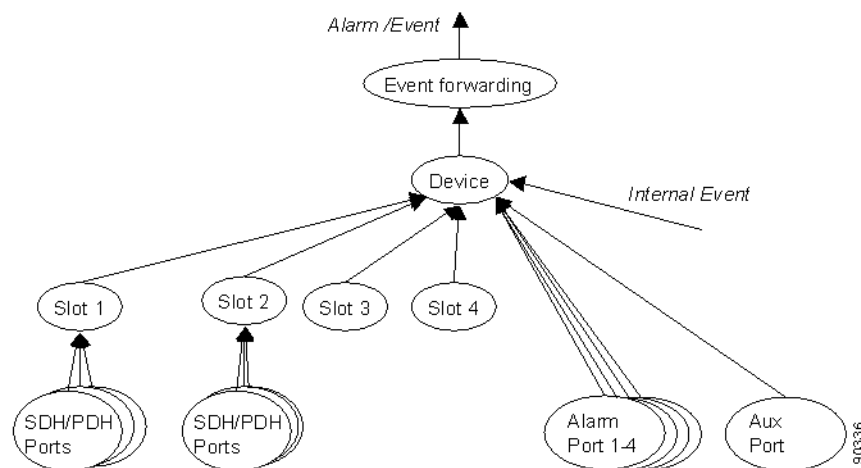 Alarm /Event
Event forwarding
Device
Internal Event
Slot 1
Slot 2
Slot 3
Slot 4
SDH/PDH
Ports
SDH/PDH
Ports
Alarm
Port 1-4
Aux
Port
90336